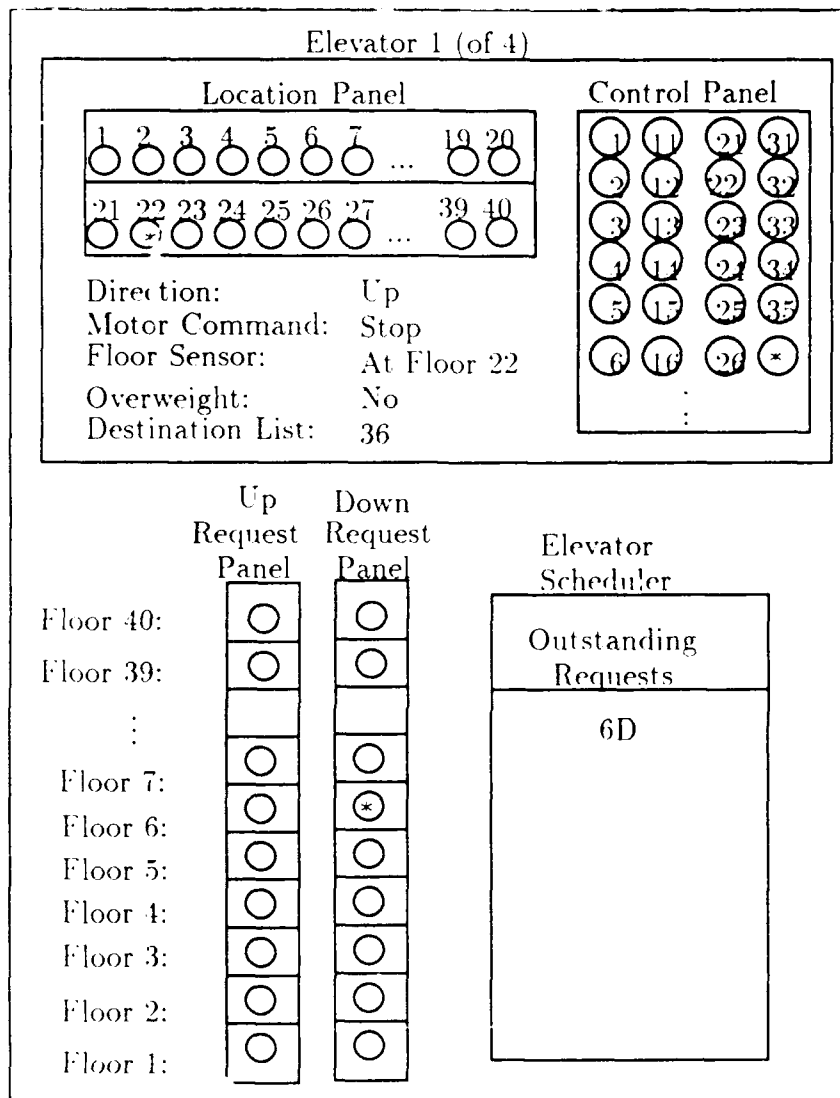 Elevator 1 (of 4)
Location Panel
1 2 3 4 5 6 7 ... 19 20
21 22 23 24 25 26 27 ... 39 40
*
Direction: Up
Motor Command: Stop
Floor Sensor: At Floor 22
Overweight: No
Destination List: 36
Control Panel
1 11 21 31
2 12 22 32
3 13 23 33
4 14 24 34
5 15 25 35
6 16 26 *
Up
Request
Panel
Down
Request
Panel
Floor 40:
Floor 39:
Floor 7:
Floor 6: *
Floor 5:
Floor 4:
Floor 3:
Floor 2:
Floor 1:
Elevator
Scheduler
Outstanding
Requests
6D